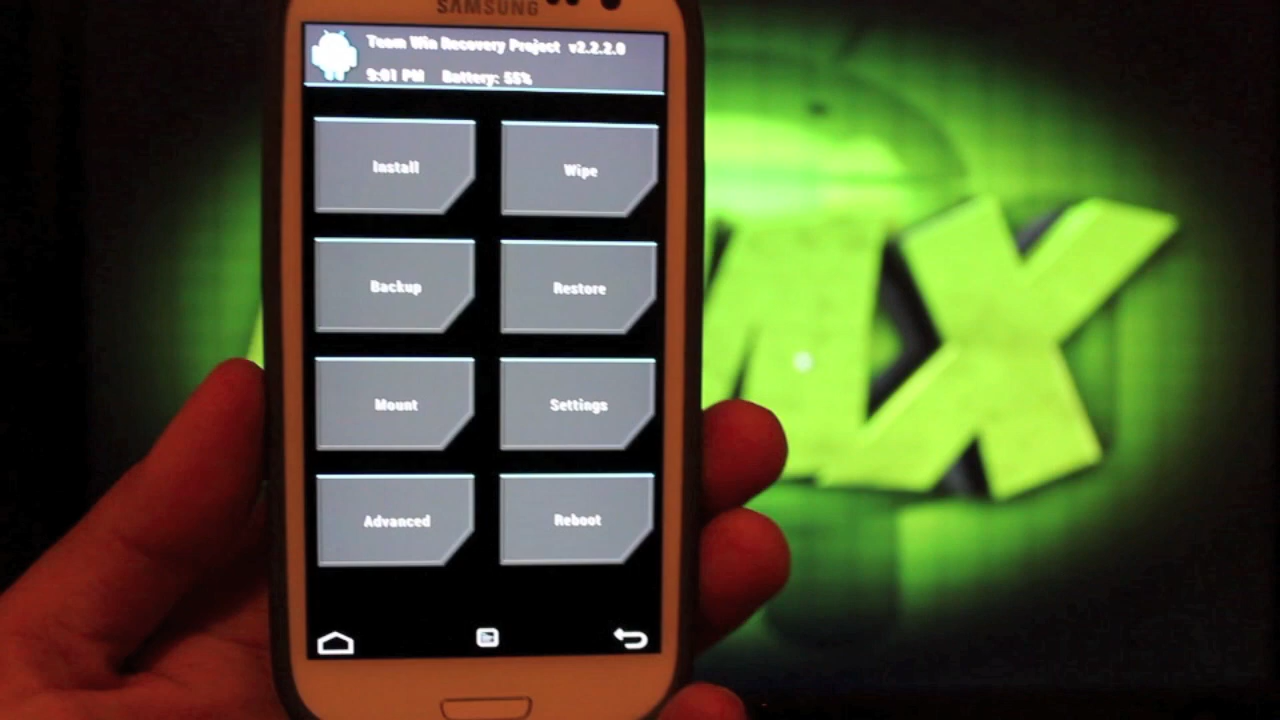 SAMSUNG
Team Win Recovery Project v2.2.2.0
9:01 PM Battery: 55%
Install
Wipe
Backup
Restore
Mount
Settings
Advanced
Reboot
X